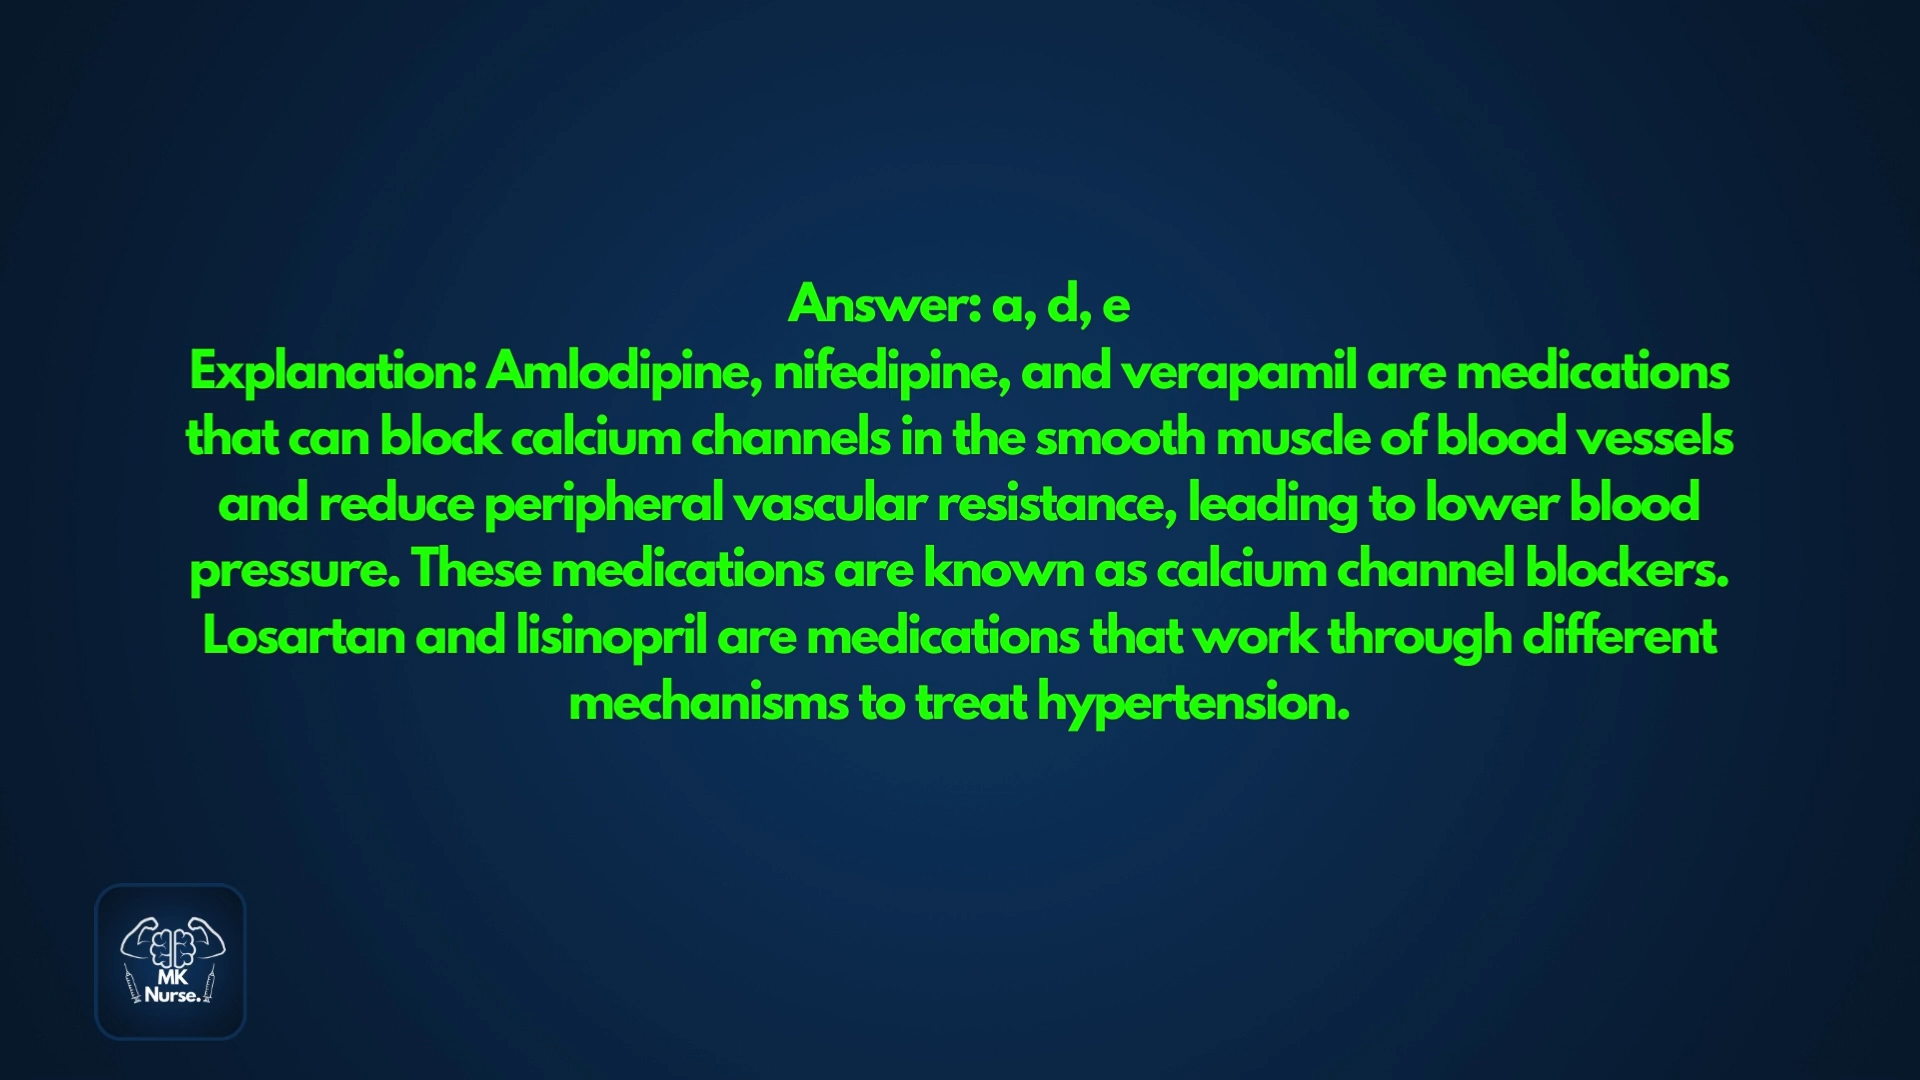 Answer: a, d, e
Explanation: Amlodipine, nifedipine, and verapamil are medications
that can block calcium channels in the smooth muscle of blood vessels
and reduce peripheral vascular resistance, leading to lower blood
pressure. These medications are known as calcium channel blockers.
Losartan and lisinopril are medications that work through different
mechanisms to treat hypertension.
MK
Nurse.